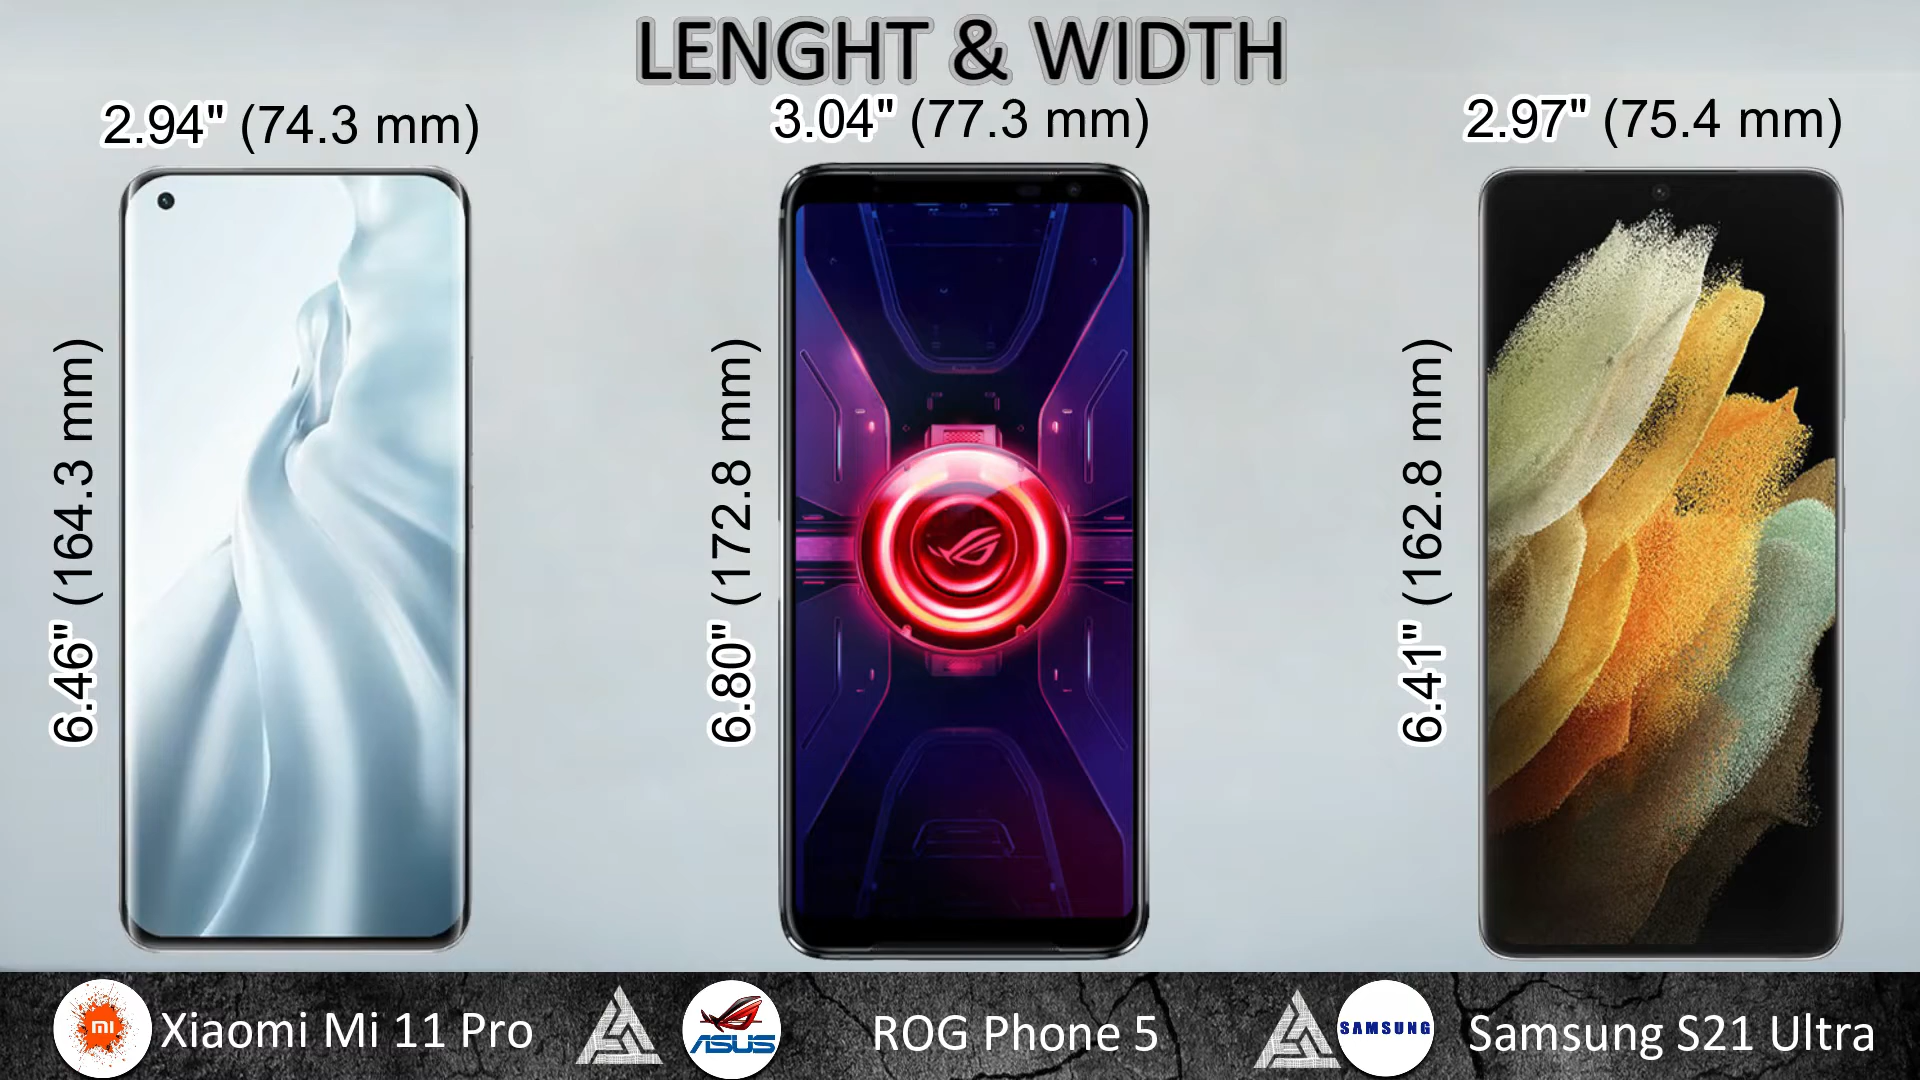 LENGHT & WIDTH
2.94" (74.3 mm)
3.04" (77.3 mm)
2.97" (75.4 mm)
6.46" (164.3 mm)
6.80" (172.8 mm)
6.41" (162.8 mm)
MI
Xiaomi Mi 11 Pro
ASUS
ROG Phone 5
SAMSUNG
Samsung S21 Ultra